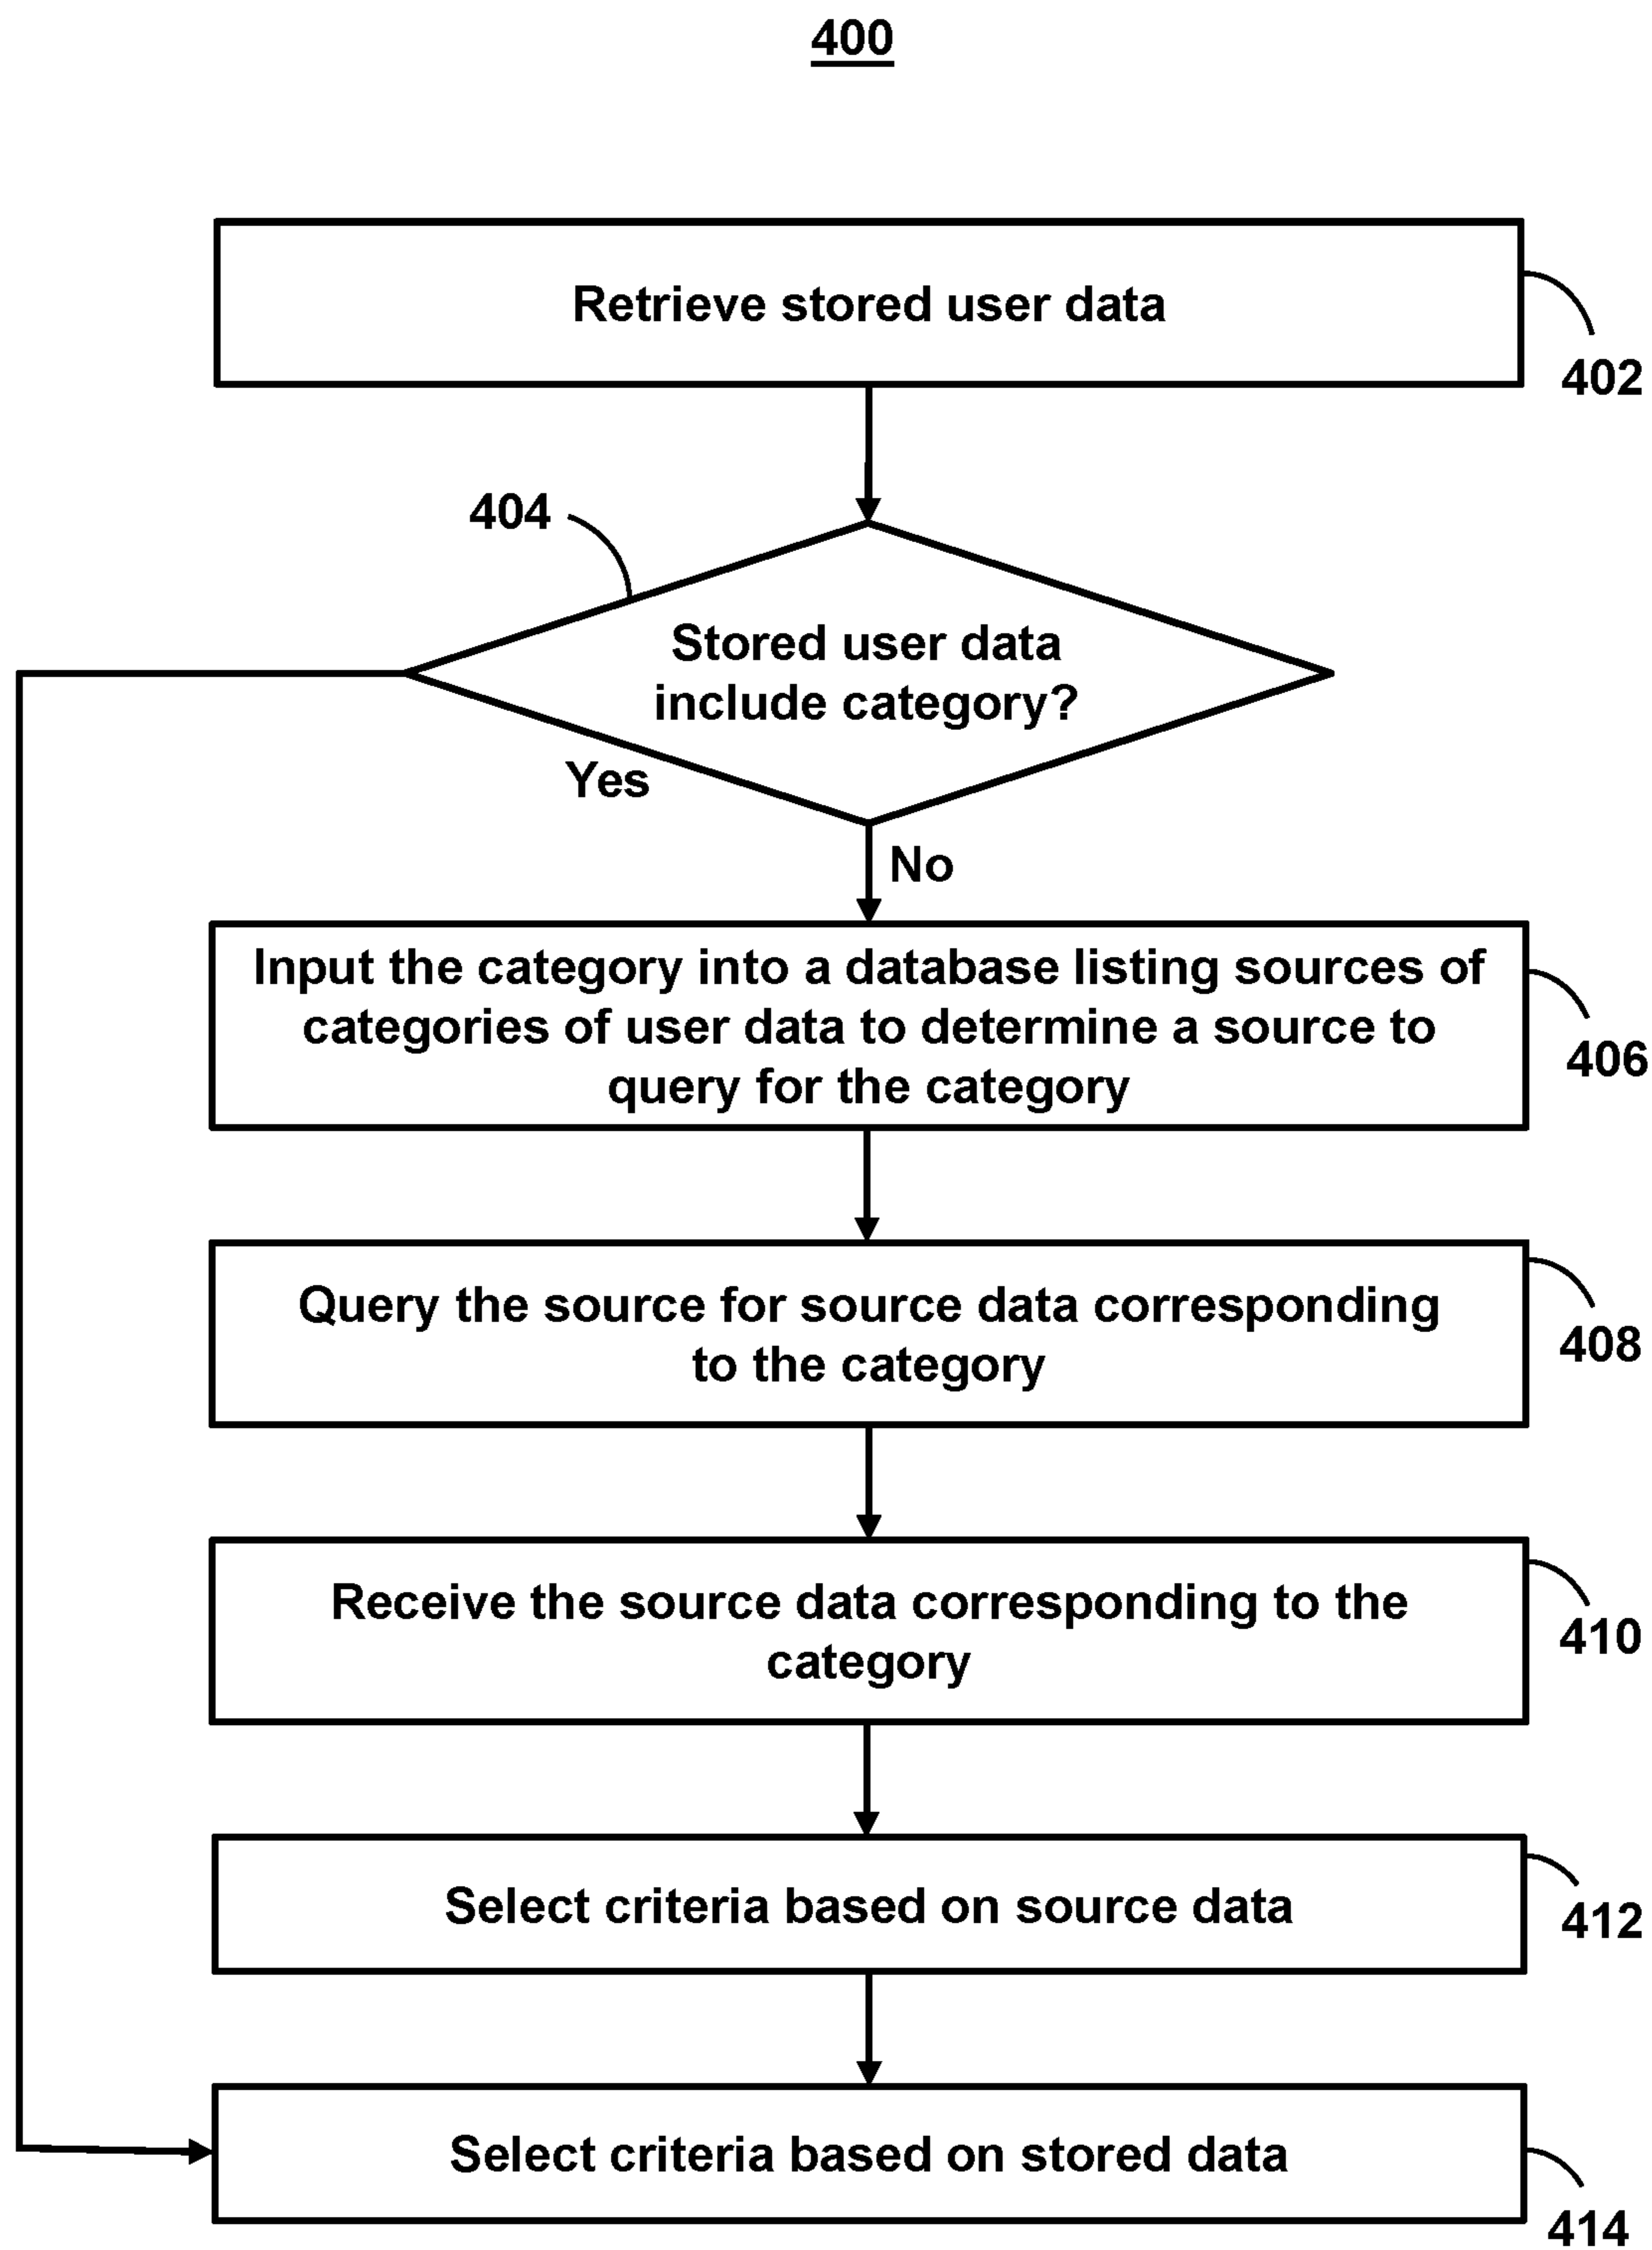 400
Retrieve stored user data
402
404
Stored user data
include category?
Yes
No
Input the category into a database listing sources of
categories of user data to determine a source to
query for the category
406
Query the source for source data corresponding
to the category
408
Receive the source data corresponding to the
category
410
Select criteria based on source data
412
Select criteria based on stored data
414